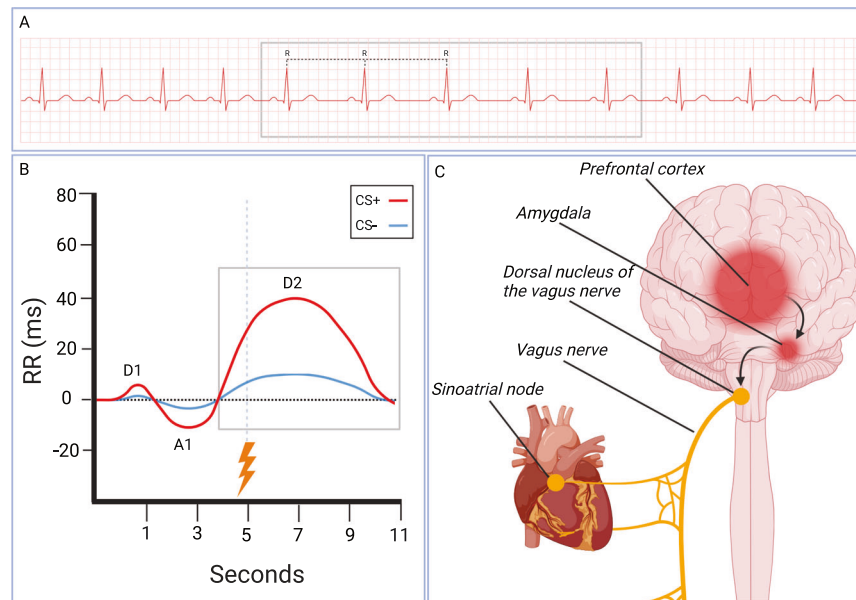 A
R
R
R
B
80
60
40
20
0
-20
RR (ms)
CS+
CS-
D1
A1
D2
1
3
5
7
9
11
Seconds
C
Prefrontal cortex
Amygdala
Dorsal nucleus of
the vagus nerve
Vagus nerve
Sinoatrial node